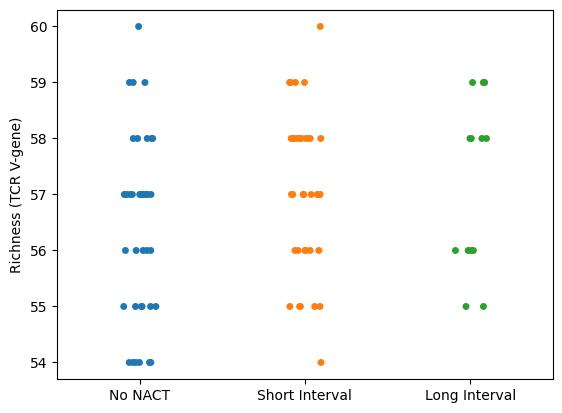 Richness (TCR V-gene)
60
59
58
57
56
55
54
No NACT
Short Interval
Long Interval